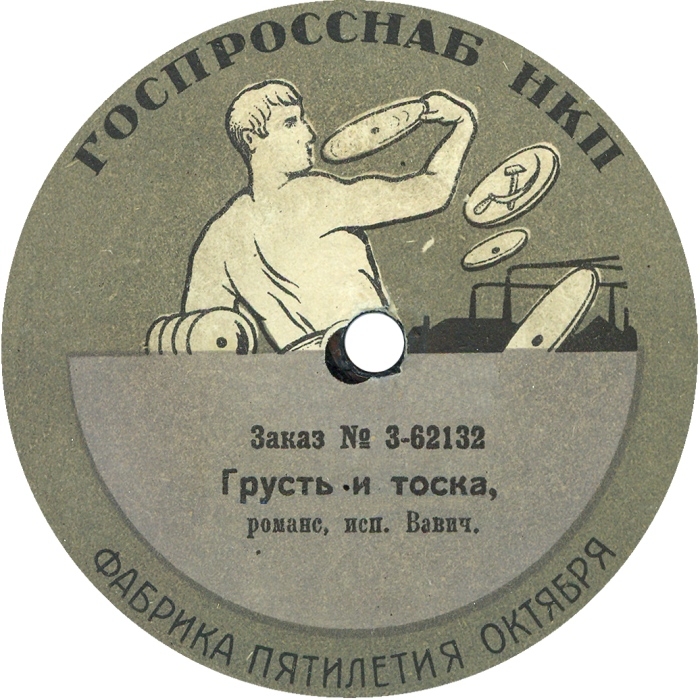 ГОСПРОССНАБ НКП
Заказ № 3-62132
Грусть и тоска,
романс, исп. Вавич.
ФАБРИКА ПЯТИЛЕТИЯ ОКТЯБРЯ